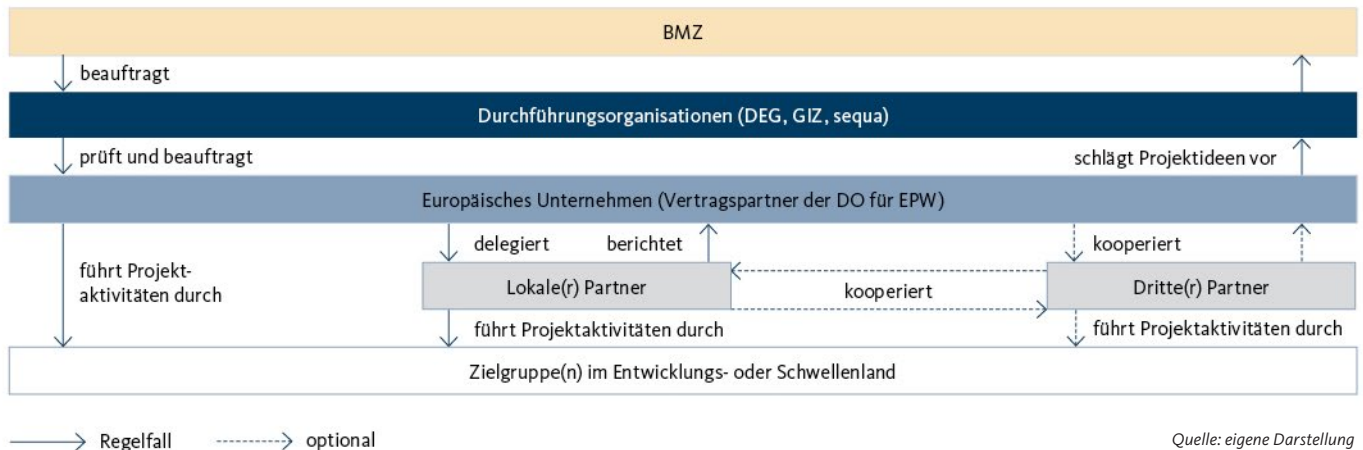 BMZ
beauftragt
Durchführungsorganisationen (DEG, GIZ, sequa)
prüft und beauftragt
schlägt Projektideen vor
Europäisches Unternehmen (Vertragspartner der DO für EPW)
führt Projekt-
aktivitäten durch
delegiert
berichtet
kooperiert
Lokale(r) Partner
kooperiert
Dritte(r) Partner
führt Projektaktivitäten durch
führt Projektaktivitäten durch
Zielgruppe(n) im Entwicklungs- oder Schwellenland
Regelfall
optional
Quelle: eigene Darstellung